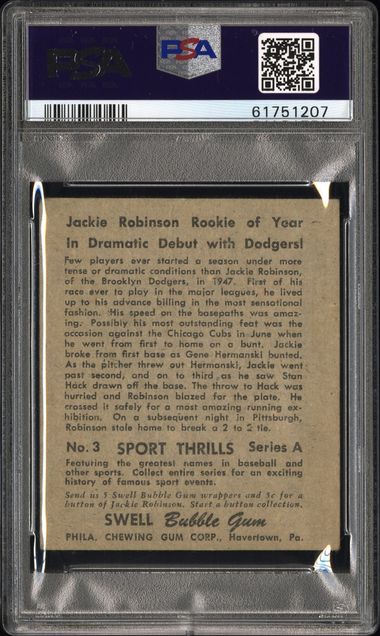 PSA
PSA
61751207
Jackie Robinson Rookie of Year
In Dramatic Debut with Dodgers!
Few players ever started a season under more
tense or dramatic conditions than Jackie Robinson,
of the Brooklyn Dodgers, in 1947. First of his
race ever to play in the major leagues, he lived
up to his advance billing in the most sensational
fashion. His speed on the basepaths was amaz-
ing. Possibly his most outstanding feat was the
occasion against the Chicago Cubs in June when
he went from first to home on a bunt. Jackie
broke from first base as Gene Hermanski bunted.
As the pitcher threw out Hermanski, Jackie went
past second, and on to third as he saw Stan
Hack drawn off the base. The throw to Hack was
hurried and Robinson blazed for the plate. He
crossed it safely for a most amazing running ex-
hibition. On a subsequent night in Pittsburgh,
Robinson stole home to break a 2 to 2 tie.
No. 3 SPORT THRILLS Series A
Featuring the greatest names in baseball and
other sports. Collect entire series for an exciting
history of famous sport events.
Send us 5 Swell Bubble Gum wrappers and 5c for a
button of Jackie Robinson. Start a button collection.
SWELL Bubble Gum
PHILA. CHEWING GUM CORP., Havertown, Pa.